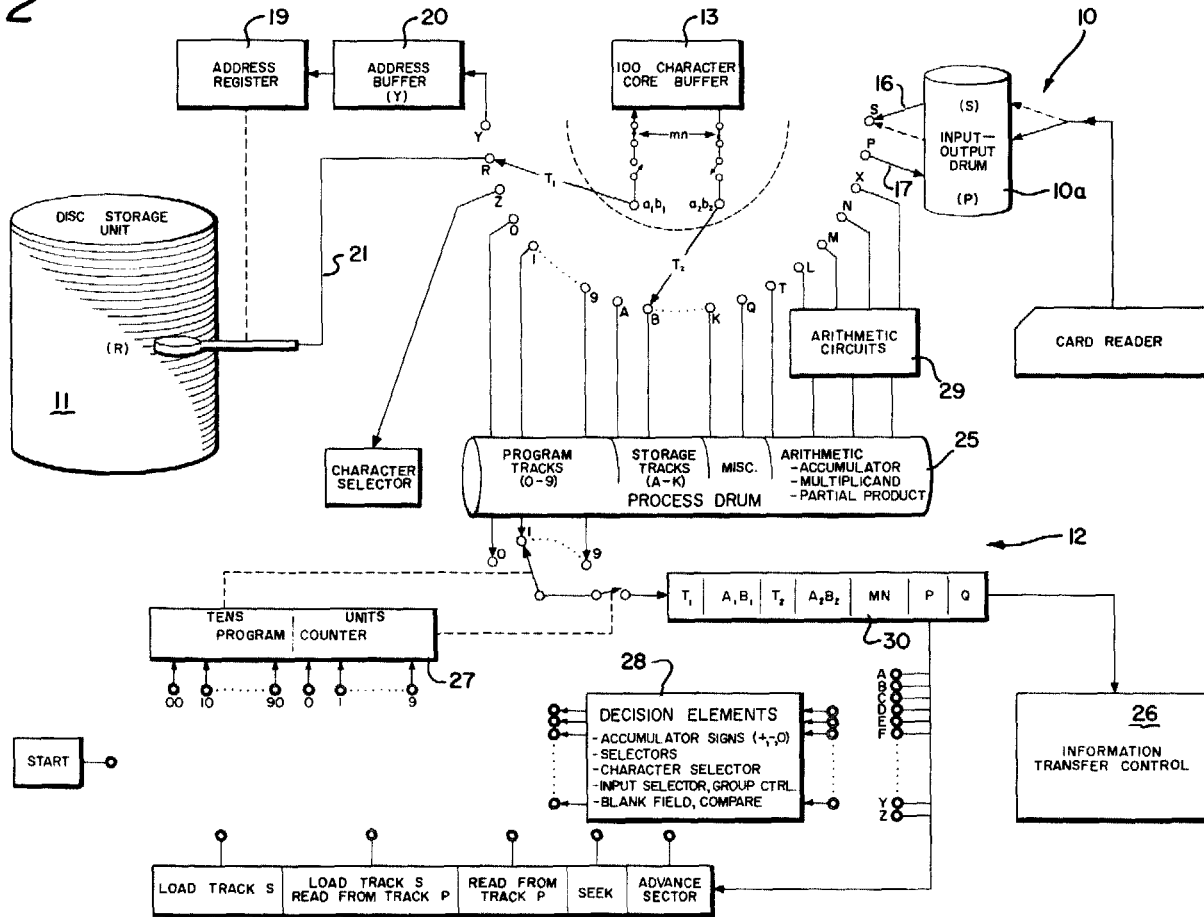 2
19
20
13
10
ADDRESS
REGISTER
ADDRESS
BUFFER
(Y)
100 CHARACTER
CORE BUFFER
16
S
(S)
INPUT—
OUTPUT
DRUM
(P)
P
17
10a
Y
R
Z
T₁
mn
a₁b₁
a₂b₂
T₂
X
N
M
L
T
Q
K
B
A
9
1
0
DISC STORAGE
UNIT
21
(R)
11
ARITHMETIC
CIRCUITS
29
CARD READER
CHARACTER
SELECTOR
PROGRAM
TRACKS
(0-9)
STORAGE
TRACKS
(A-K)
MISC.
ARITHMETIC
-ACCUMULATOR
-MULTIPLICAND
-PARTIAL PRODUCT
PROCESS DRUM
25
0
1
9
12
T₁ A₁B₁ T₂ A₂B₂ MN P Q
30
TENS UNITS
PROGRAM COUNTER
27
00 10 90 0 1 9
28
DECISION ELEMENTS
-ACCUMULATOR SIGNS (+,-,0)
-SELECTORS
-CHARACTER SELECTOR
-INPUT SELECTOR, GROUP CTRL.
-BLANK FIELD, COMPARE
A
B
C
D
E
F
Y
Z
26
INFORMATION
TRANSFER CONTROL
START
LOAD TRACK S
LOAD TRACK S
READ FROM TRACK P
READ FROM
TRACK P
SEEK
ADVANCE
SECTOR